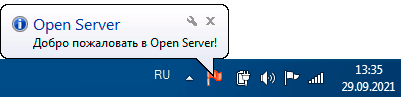 Open Server
Добро пожаловать в Open Server!
RU
13:35
29.09.2021